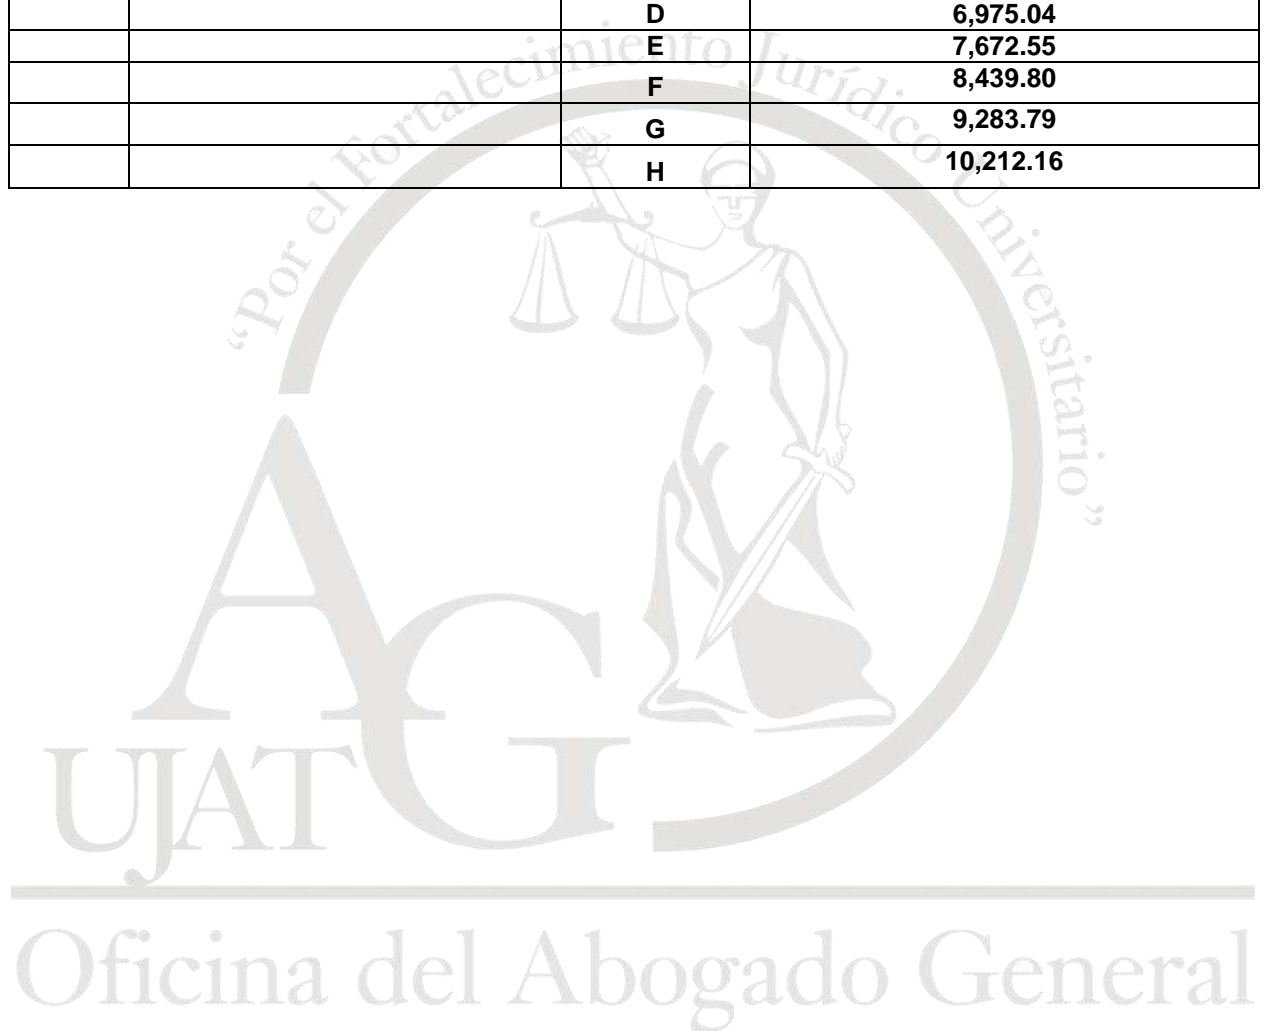 D 6,975.04
E 7,672.55
F 8,439.80
G 9,283.79
H 10,212.16
“Por el Fortalecimiento Jurídico Universitario”
AG
UJAT
Oficina del Abogado General